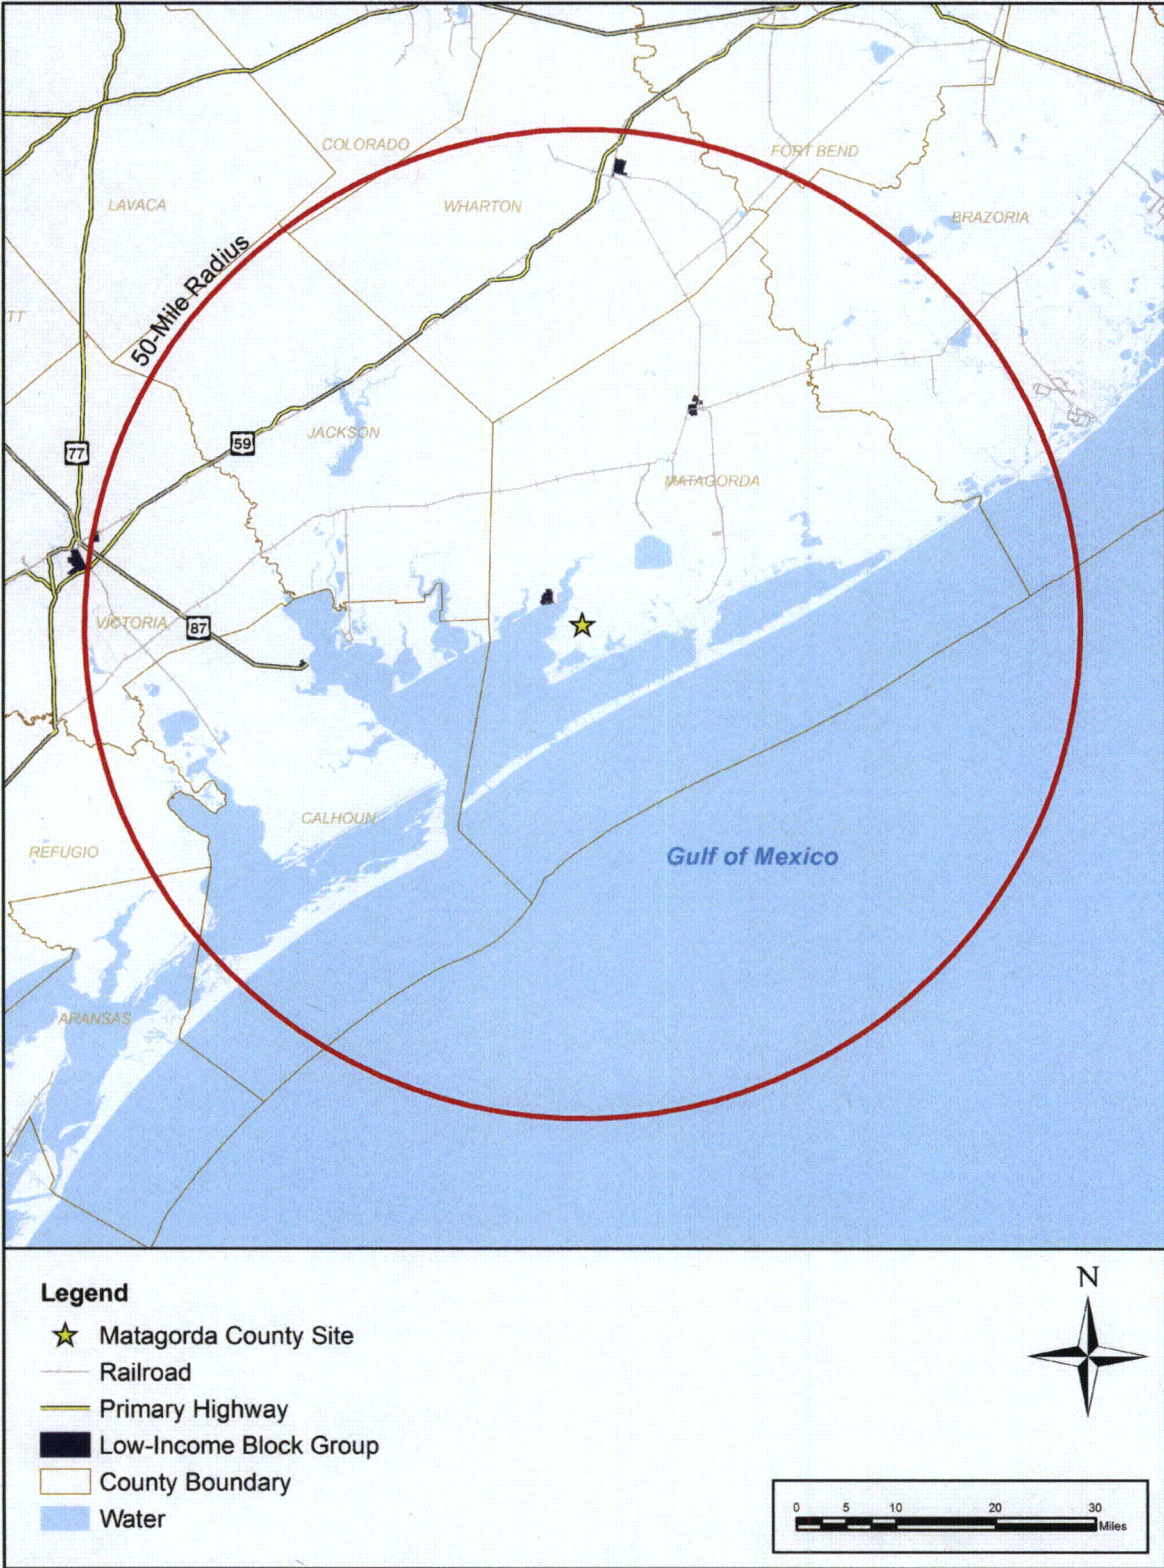 COLORADO
FORT BEND
LAVACA
WHARTON
BRAZORIA
50-Mile Radius
TT
JACKSON
59
77
MATAGORDA
VICTORIA
87
CALHOUN
REFUGIO
Gulf of Mexico
ARANSAS
Legend
Matagorda County Site
Railroad
Primary Highway
Low-Income Block Group
County Boundary
Water
N
0 5 10 20 30
Miles